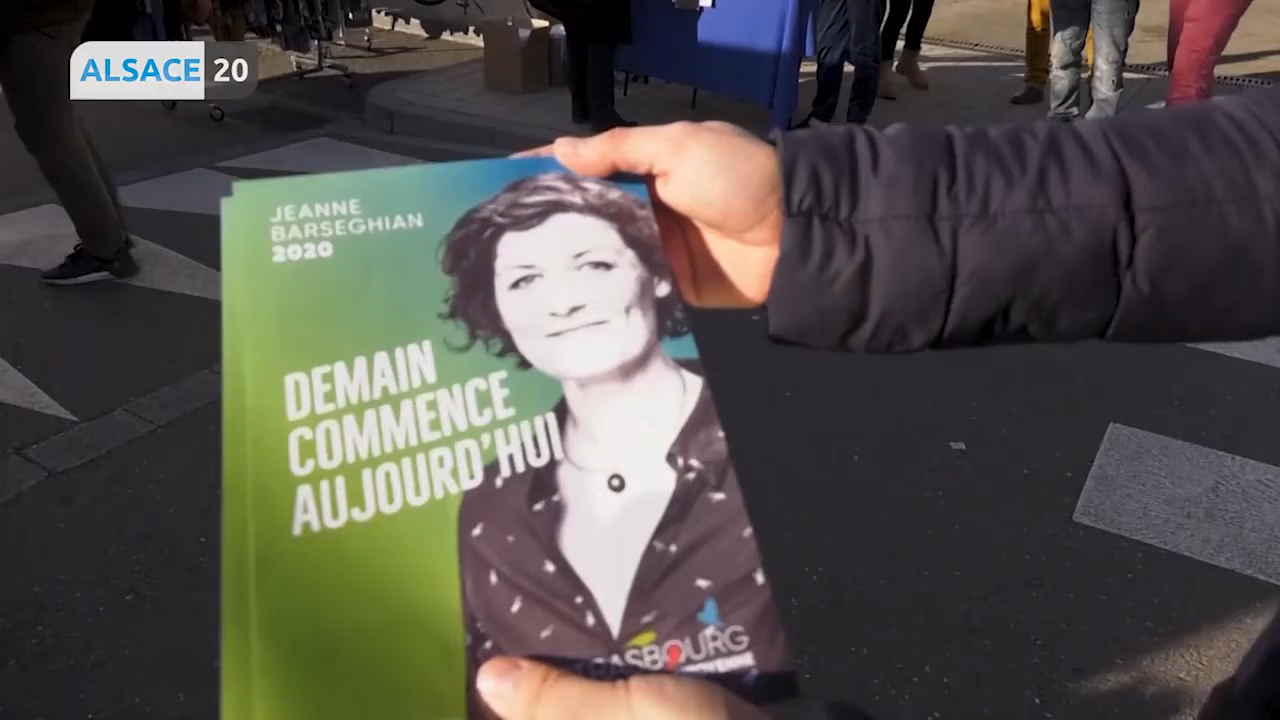 ALSACE 20
JEANNE
BARSEGHIAN
2020
DEMAIN
COMMENCE
AUJOURD'HUI